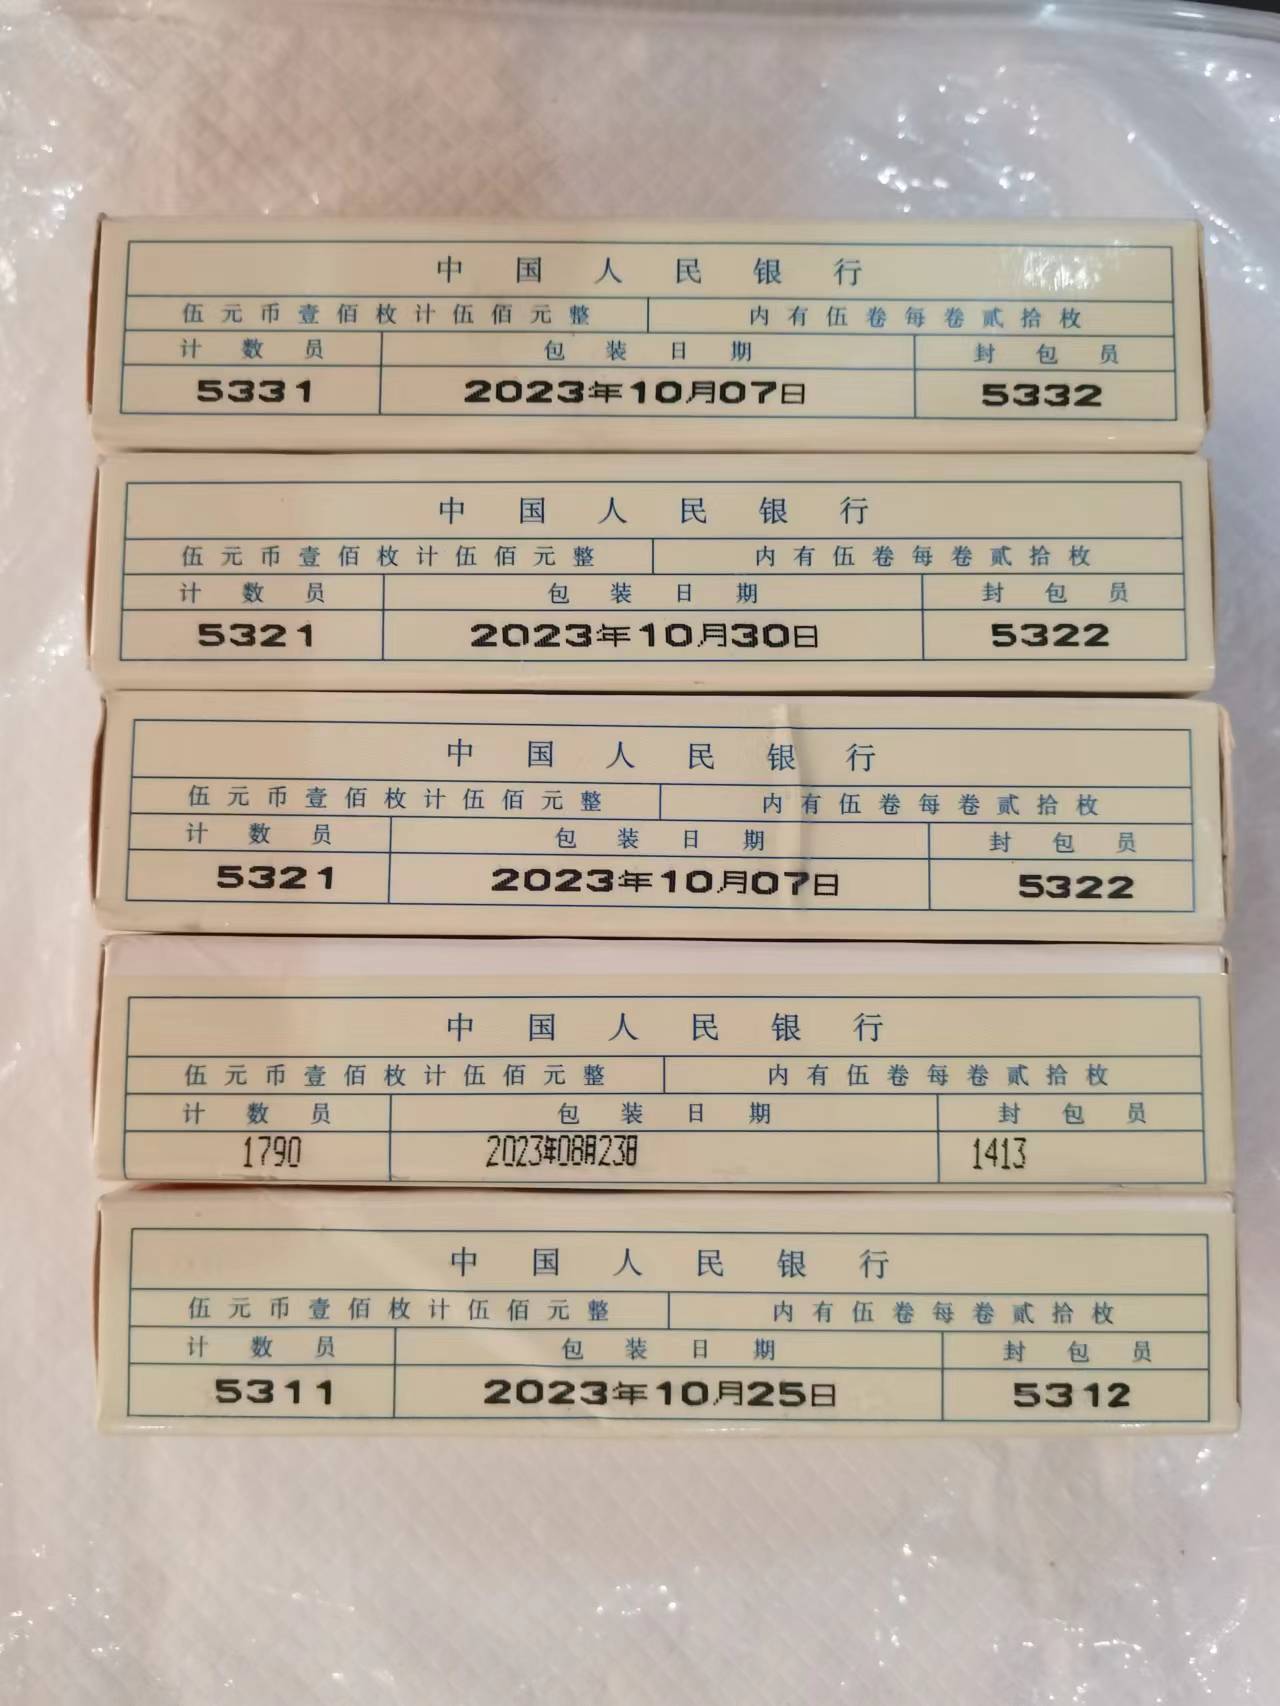 中国人民银行
伍元币壹佰枚计伍佰元整 内有伍卷每卷贰拾枚
计数员 包装日期 封包员
5331 2023年10月07日 5332
中国人民银行
伍元币壹佰枚计伍佰元整 内有伍卷每卷贰拾枚
计数员 包装日期 封包员
5321 2023年10月30日 5322
中国人民银行
伍元币壹佰枚计伍佰元整 内有伍卷每卷贰拾枚
计数员 包装日期 封包员
5321 2023年10月07日 5322
中国人民银行
伍元币壹佰枚计伍佰元整 内有伍卷每卷贰拾枚
计数员 包装日期 封包员
1790 2023年08月23日 1413
中国人民银行
伍元币壹佰枚计伍佰元整 内有伍卷每卷贰拾枚
计数员 包装日期 封包员
5311 2023年10月25日 5312